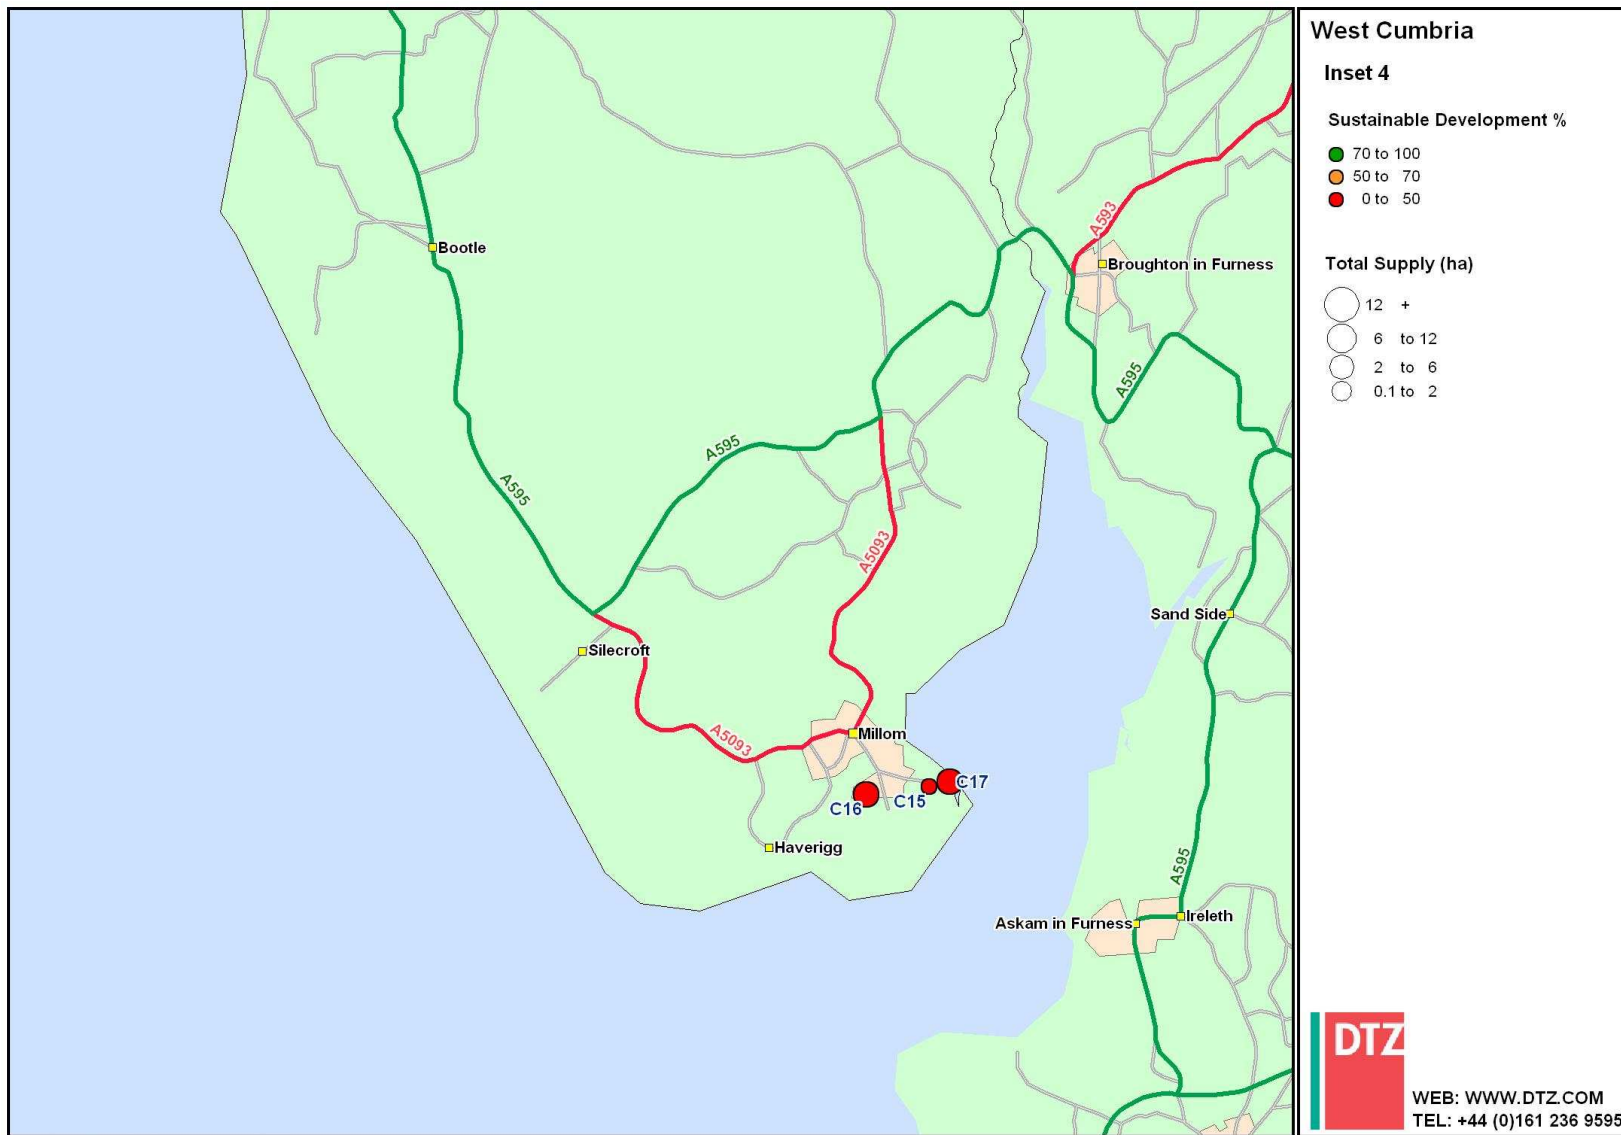 West Cumbria
Inset 4
Sustainable Development %
70 to 100
50 to 70
0 to 50
Total Supply (ha)
12 +
6 to 12
2 to 6
0.1 to 2
A593
Bootle
Broughton in Furness
A595
A595
A595
A5093
Sand Side
Silecroft
A5093
Millom
C17
C15
C16
Haverigg
A595
Ireleth
Askam in Furness
DTZ
WEB: WWW.DTZ.COM
TEL: +44 (0)161 236 9595